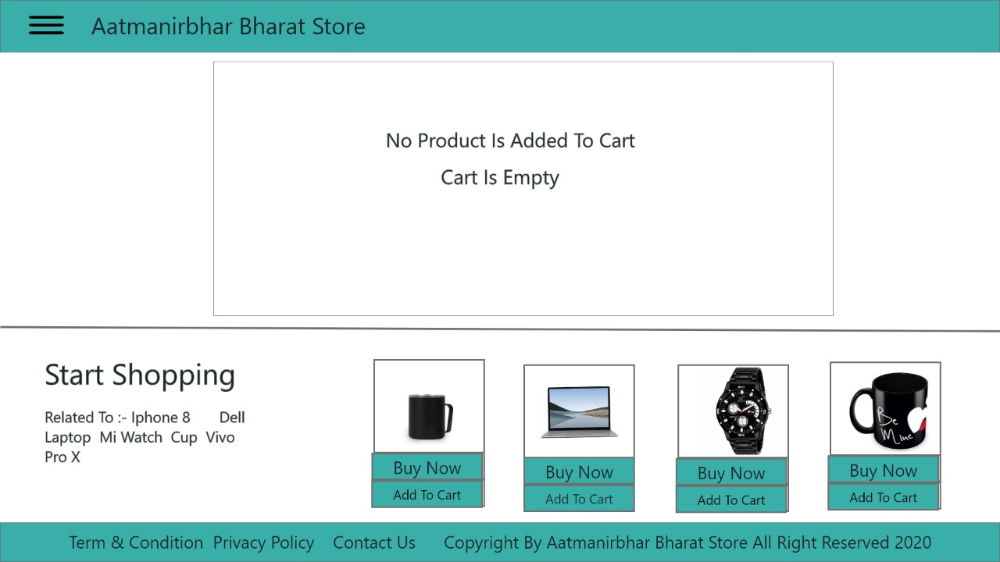 Aatmanirbhar Bharat Store
No Product Is Added To Cart
Cart Is Empty
Start Shopping
Related To :- Iphone 8 Dell
Laptop Mi Watch Cup Vivo
Pro X
Be
Mine
Buy Now
Add To Cart
Buy Now
Add To Cart
Buy Now
Add To Cart
Buy Now
Add To Cart
Term & Condition Privacy Policy Contact Us Copyright By Aatmanirbhar Bharat Store All Right Reserved 2020